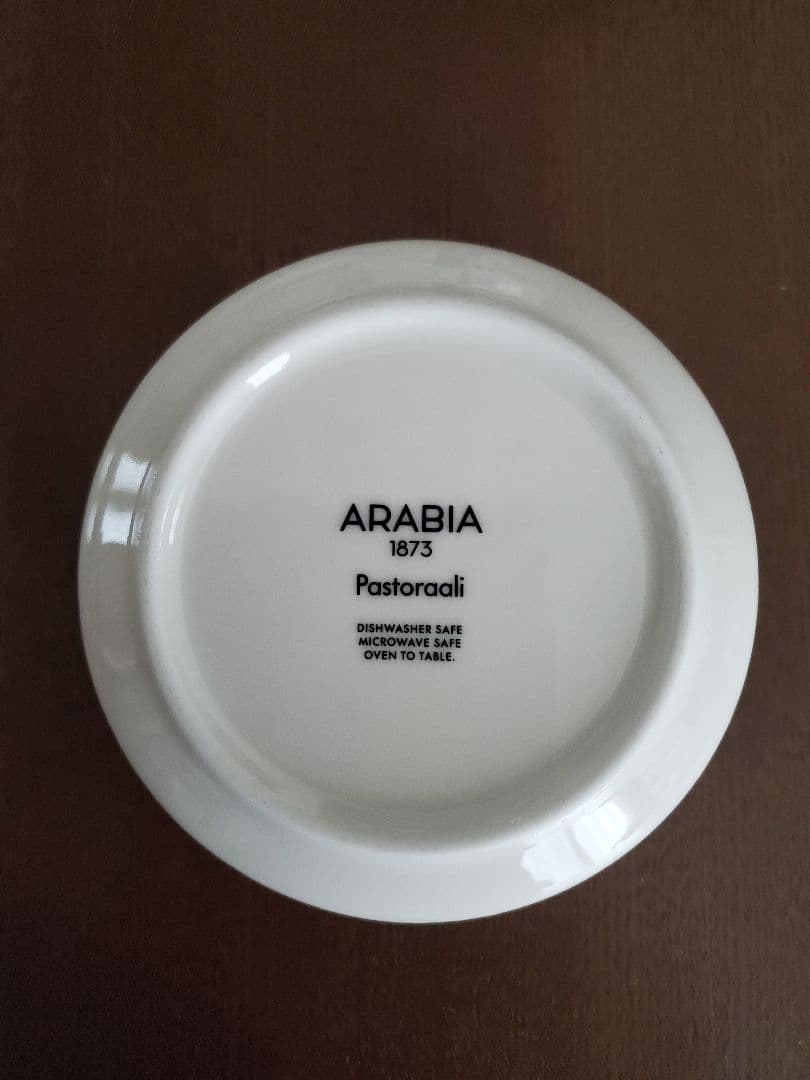 ARABIA
1873
Pastoraali
DISHWASHER SAFE
MICROWAVE SAFE
OVEN TO TABLE.